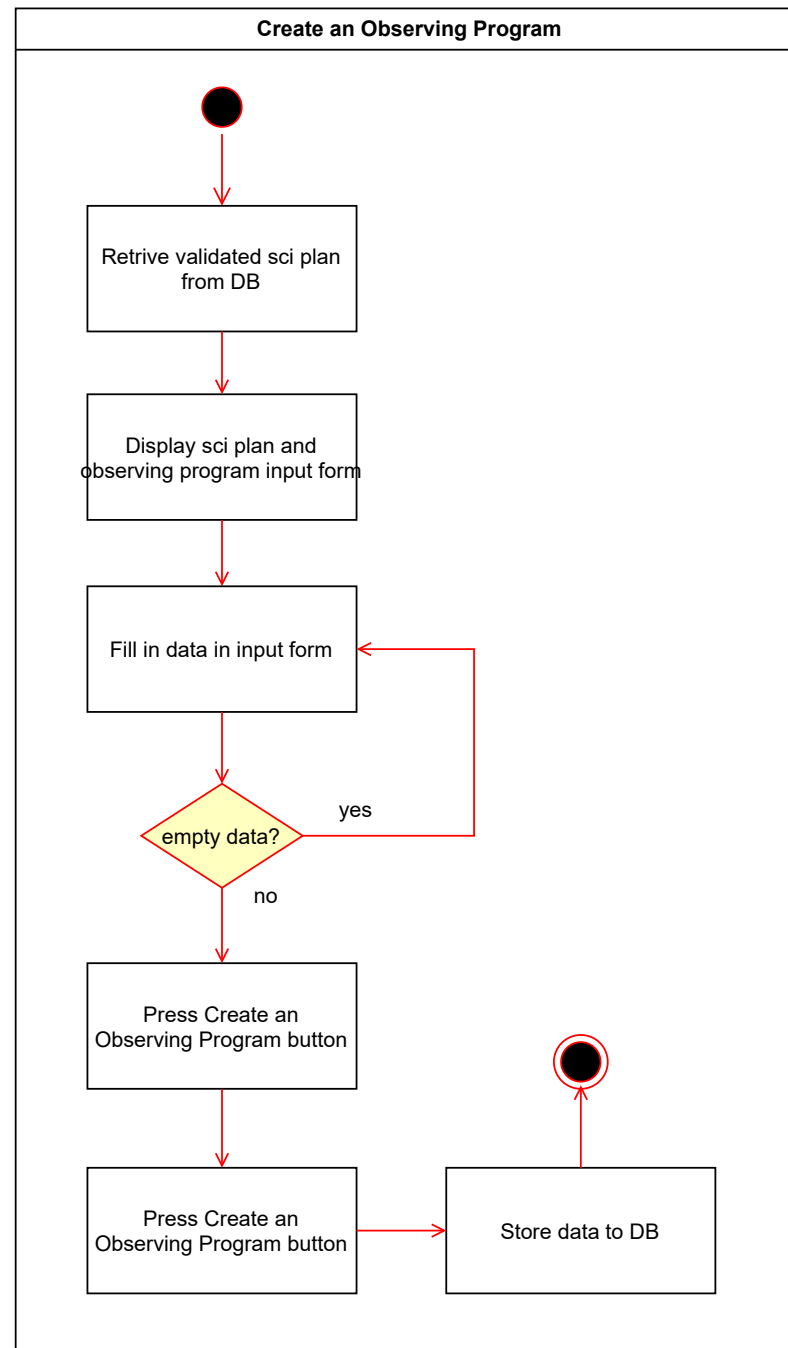 Create an Observing Program
Retrive validated sci plan
from DB
Display sci plan and
observing program input form
Fill in data in input form
empty data?
yes
no
Press Create an
Observing Program button
Press Create an
Observing Program button
Store data to DB